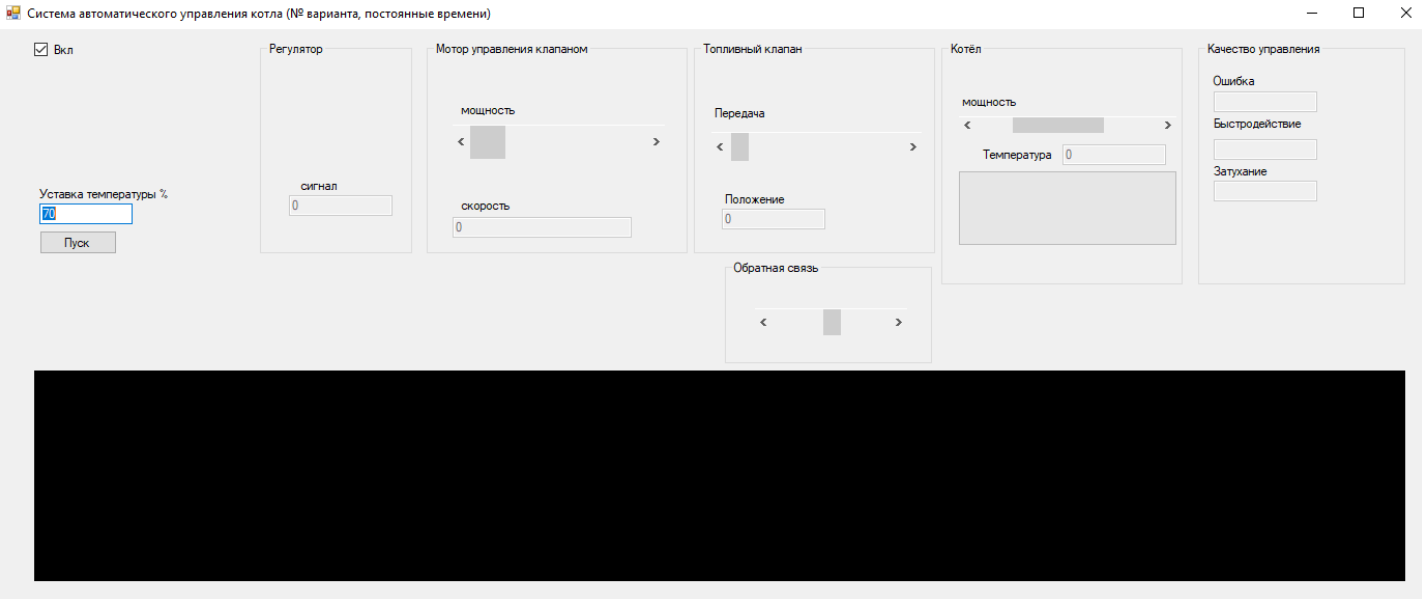 Система автоматического управления котла (№ варианта, постоянные времени)
Вкл
Уставка температуры %
70
Пуск
Регулятор
сигнал
0
Мотор управления клапаном
мощность
скорость
0
Топливный клапан
Передача
Положение
0
Обратная связь
Котёл
мощность
Температура 0
Качество управления
Ошибка
Быстродействие
Затухание